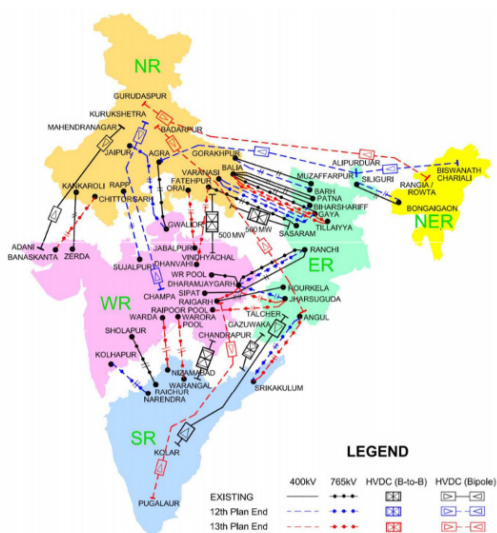 NR
GURUDASPUR
KURUKSHETRA
MAHENDRANAGAR
BADARPUR
JAIPUR
AGRA
GORAKHPUR
ALIPURDUAR
BISWANATH
CHARIALI
FATEHPUR
VARANASI
BALIA
MUZAFFARPUR
SILIGURI
RANGIA /
ROWTA
BONGAIGAON
NER
KANKAROLI
RAPP
ORAI
BARH
PATNA
CHITTORGARH
BIHARSHARIFF
GAYA
GWALIOR
500 MW
500 MW
TILLAIYYA
SASARAM
ADANI
BANASKANTA
ZERDA
JABALPUR
VINDHYACHAL
RANCHI
ER
SUJALPUR
DHANVAHI
WR POOL
DHARAMJAYGARH
WR
CHAMPA
SIPAT
ROURKELA
RAIGARH
JHARSUGUDA
RAIPOOR POOL
WARDA
WARORA
POOL
TALCHER
ANGUL
SHOLAPUR
CHANDRAPUR
GAZUWAKA
KOLHAPUR
NIZAMABAD
WARANGAL
RAICHUR
NARENDRA
SRIKAKULUM
SR
KOLAR
PUGALAUR
LEGEND
400kV 765kV HVDC (B-to-B) HVDC (Bipole)
EXISTING
12th Plan End
13th Plan End